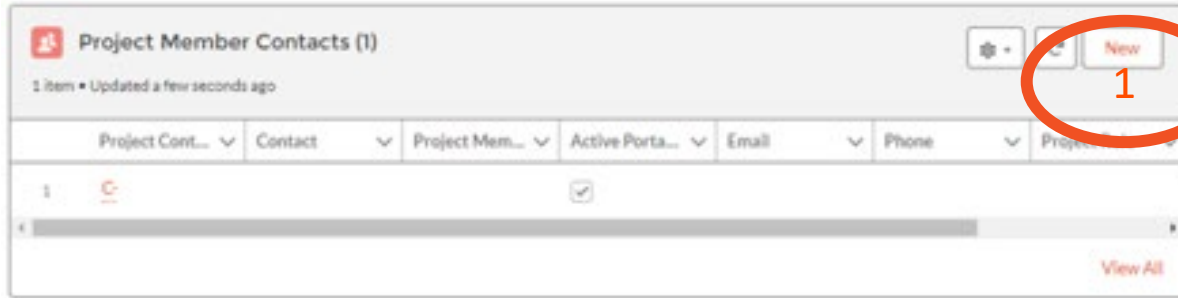 Project Member Contacts (1)
New
1
1 item • Updated a few seconds ago
Project Cont... Contact Project Mem... Active Porta... Email Phone
1 C-
View All